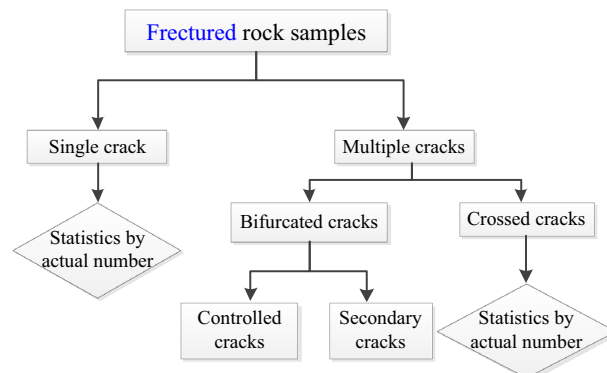 Frectured rock samples
Single crack
Multiple cracks
Statistics by
actual number
Bifurcated cracks
Crossed cracks
Controlled
cracks
Secondary
cracks
Statistics by
actual number